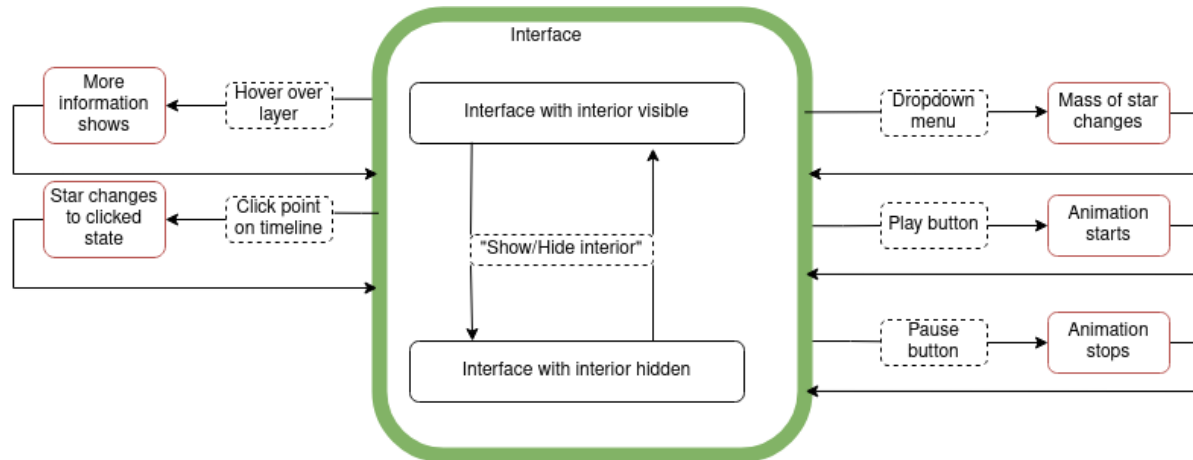 Interface
More
information
shows
Hover over
layer
Interface with interior visible
Dropdown
menu
Mass of star
changes
Star changes
to clicked
state
Click point
on timeline
"Show/Hide interior"
Play button
Animation
starts
Interface with interior hidden
Pause
button
Animation
stops